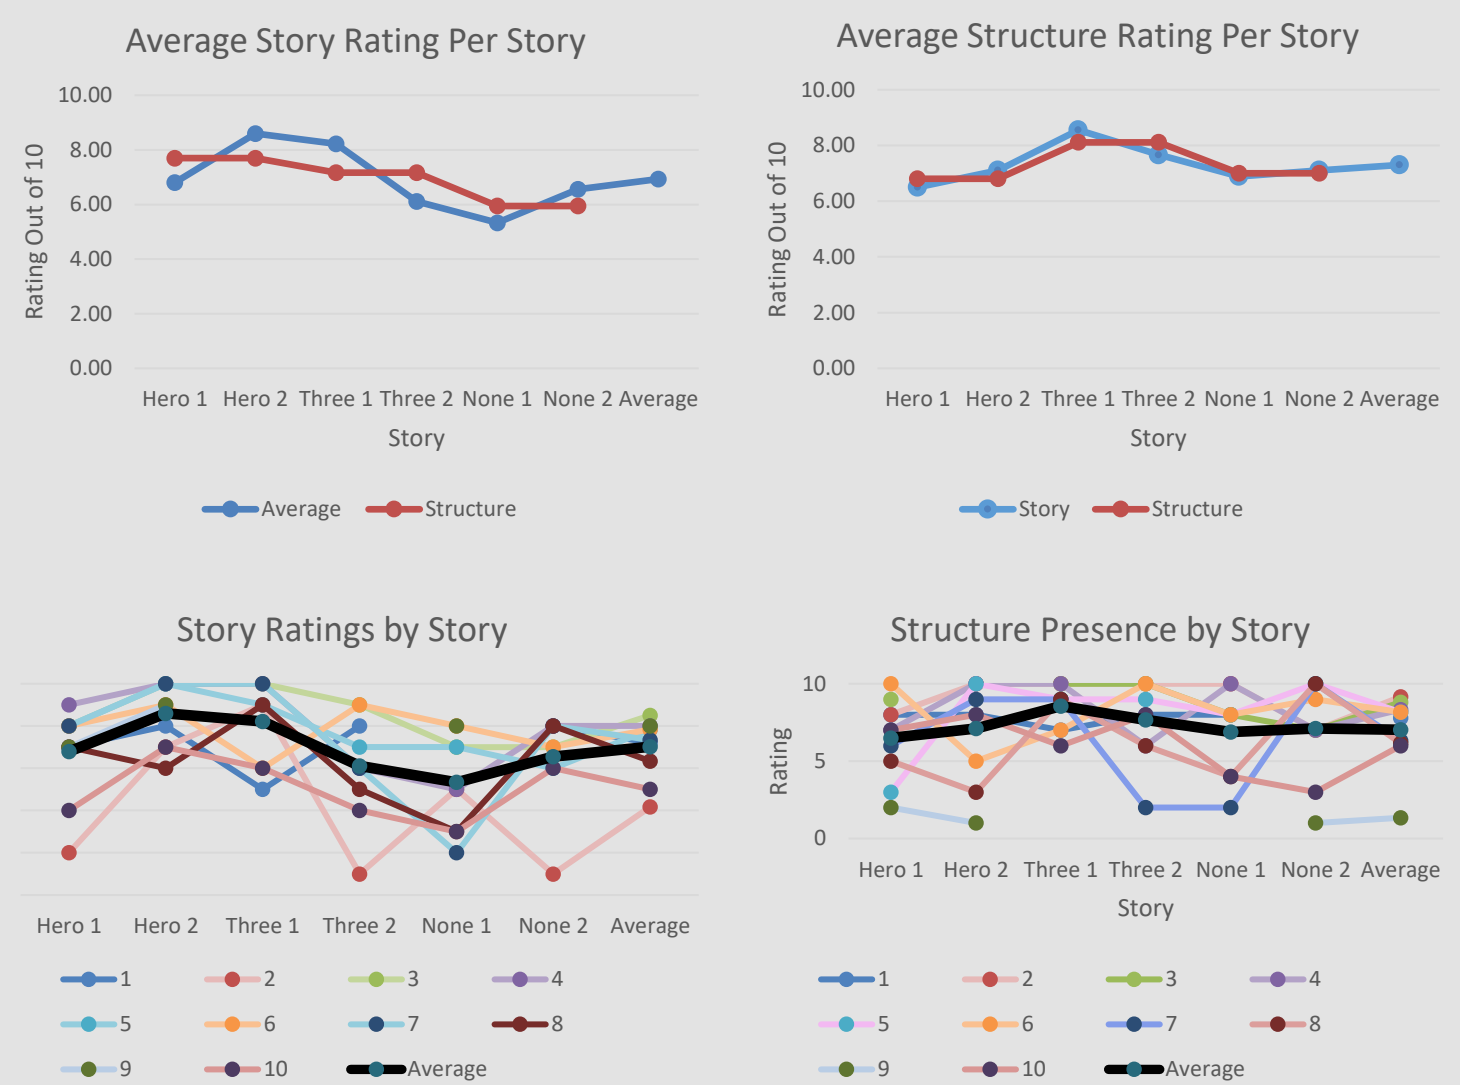 Average Story Rating Per Story
10.00
8.00
6.00
4.00
2.00
0.00
Rating Out of 10
Hero 1 Hero 2 Three 1 Three 2 None 1 None 2 Average
Story
Average Structure
Average Structure Rating Per Story
10.00
8.00
6.00
4.00
2.00
0.00
Rating Out of 10
Hero 1 Hero 2 Three 1 Three 2 None 1 None 2 Average
Story
Story Structure
Story Ratings by Story
Hero 1 Hero 2 Three 1 Three 2 None 1 None 2 Average
1 2 3 4
5 6 7 8
9 10 Average
Structure Presence by Story
10
5
0
Rating
Hero 1 Hero 2 Three 1 Three 2 None 1 None 2 Average
Story
1 2 3 4
5 6 7 8
9 10 Average